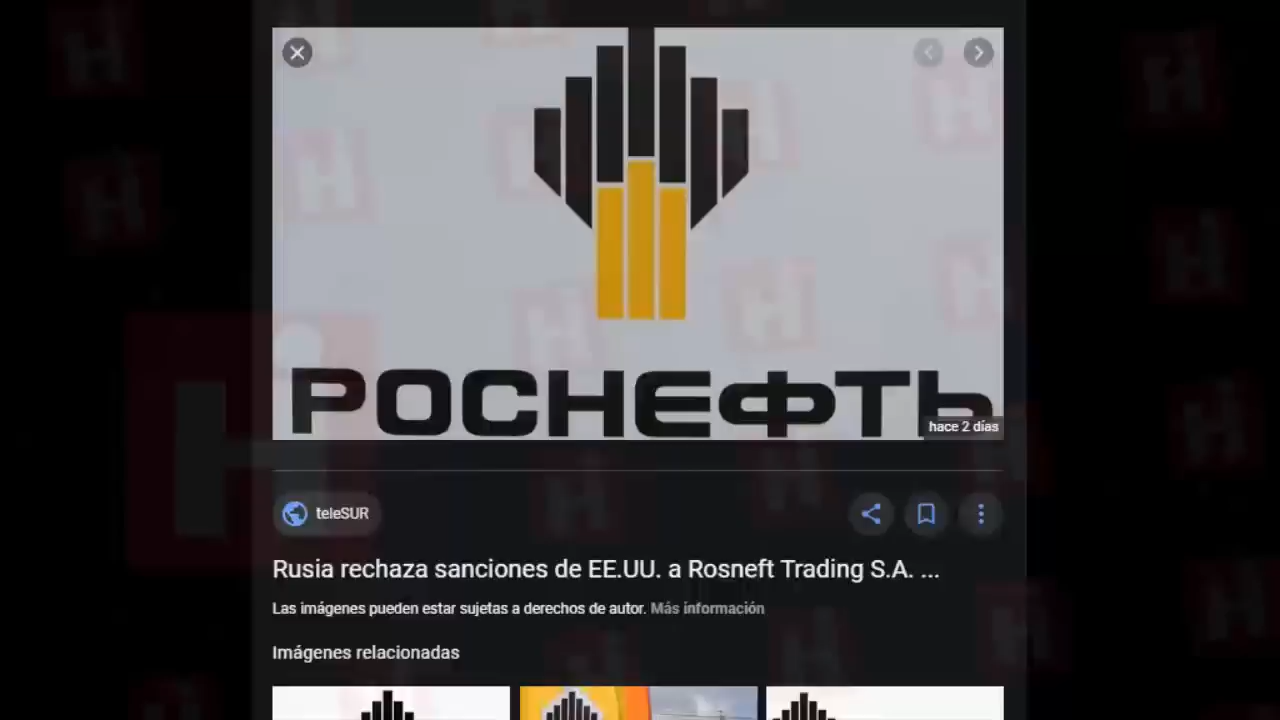 РОСНЕФТЬ
hace 2 días
teleSUR
Rusia rechaza sanciones de EE.UU. a Rosneft Trading S.A. ...
Las imágenes pueden estar sujetas a derechos de autor. Más información
Imágenes relacionadas